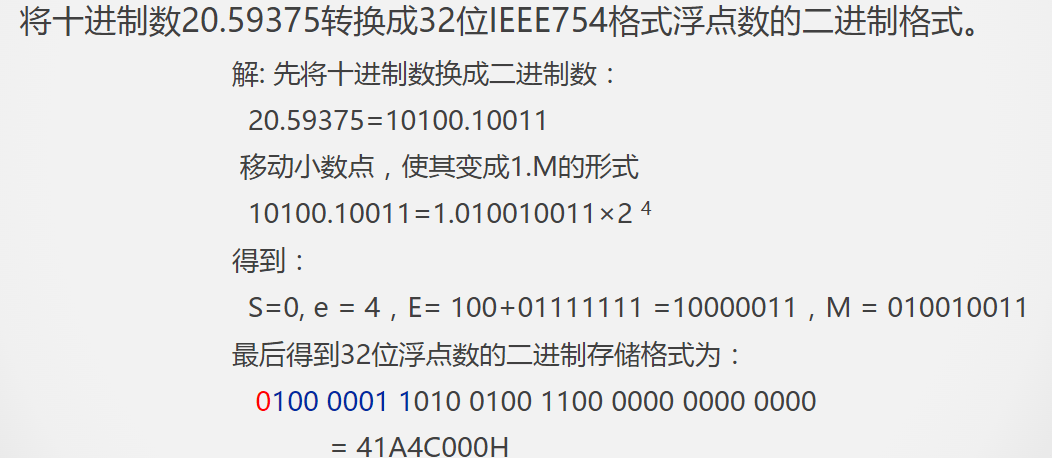 将十进制数20.59375转换成32位IEEE754格式浮点数的二进制格式。
解: 先将十进制数换成二进制数：
20.59375=10100.10011
移动小数点，使其变成1.M的形式
10100.10011=1.010010011×2 ⁴
得到：
S=0, e = 4，E= 100+01111111 =10000011，M = 010010011
最后得到32位浮点数的二进制存储格式为：
0100 0001 1010 0100 1100 0000 0000 0000
= 41A4C000H